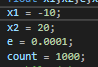 x1 = -10;
x2 = 20;
e = 0.0001;
count = 1000;